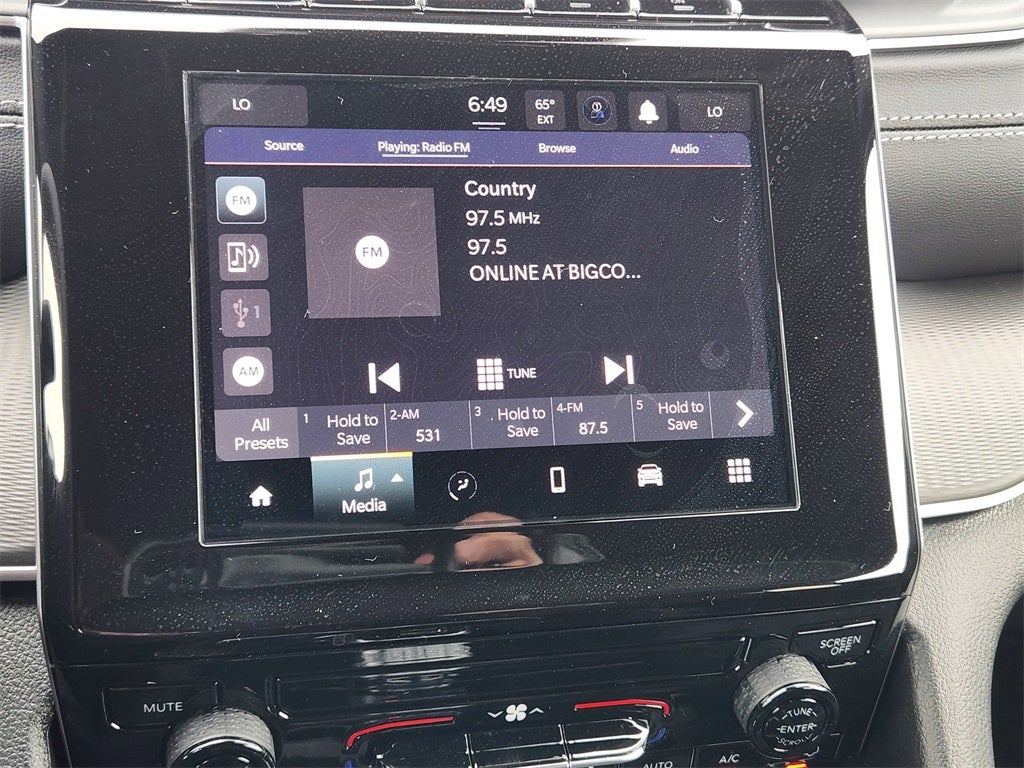 LO 6:49 65° EXT LO
Source Playing: Radio FM Browse Audio
FM
FM
Country
97.5 MHz
97.5
ONLINE AT BIGCO...
1
AM
TUNE
All Presets
1 Hold to Save
2-AM 531
3 Hold to Save
4-FM 87.5
5 Hold to Save
Media
SCREEN OFF
MUTE
TUNE
ENTER
SCROLL
AUTO
A/C